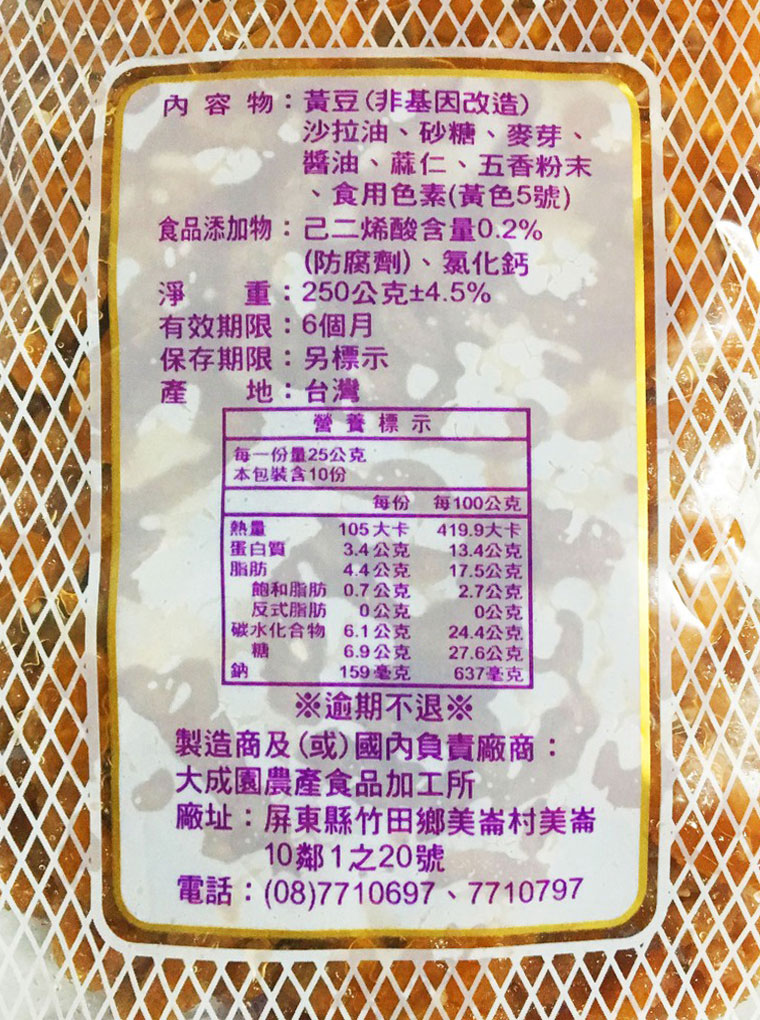 內容物：黃豆(非基因改造)
沙拉油、砂糖、麥芽、
醬油、蔴仁、五香粉末
、食用色素(黃色5號)
食品添加物：己二烯酸含量0.2%
(防腐劑)、氯化鈣
淨重：250公克±4.5%
有效期限：6個月
保存期限：另標示
產地：台灣
營養標示
每一份量25公克
本包裝含10份
每份 每100公克
熱量 105大卡 419.9大卡
蛋白質 3.4公克 13.4公克
脂肪 4.4公克 17.5公克
飽和脂肪 0.7公克 2.7公克
反式脂肪 0公克 0公克
碳水化合物 6.1公克 24.4公克
糖 6.9公克 27.6公克
鈉 159毫克 637毫克
※逾期不退※
製造商及(或)國內負責廠商：
大成園農產食品加工所
廠址：屏東縣竹田鄉美崙村美崙
10鄰1之20號
電話：(08)7710697、7710797